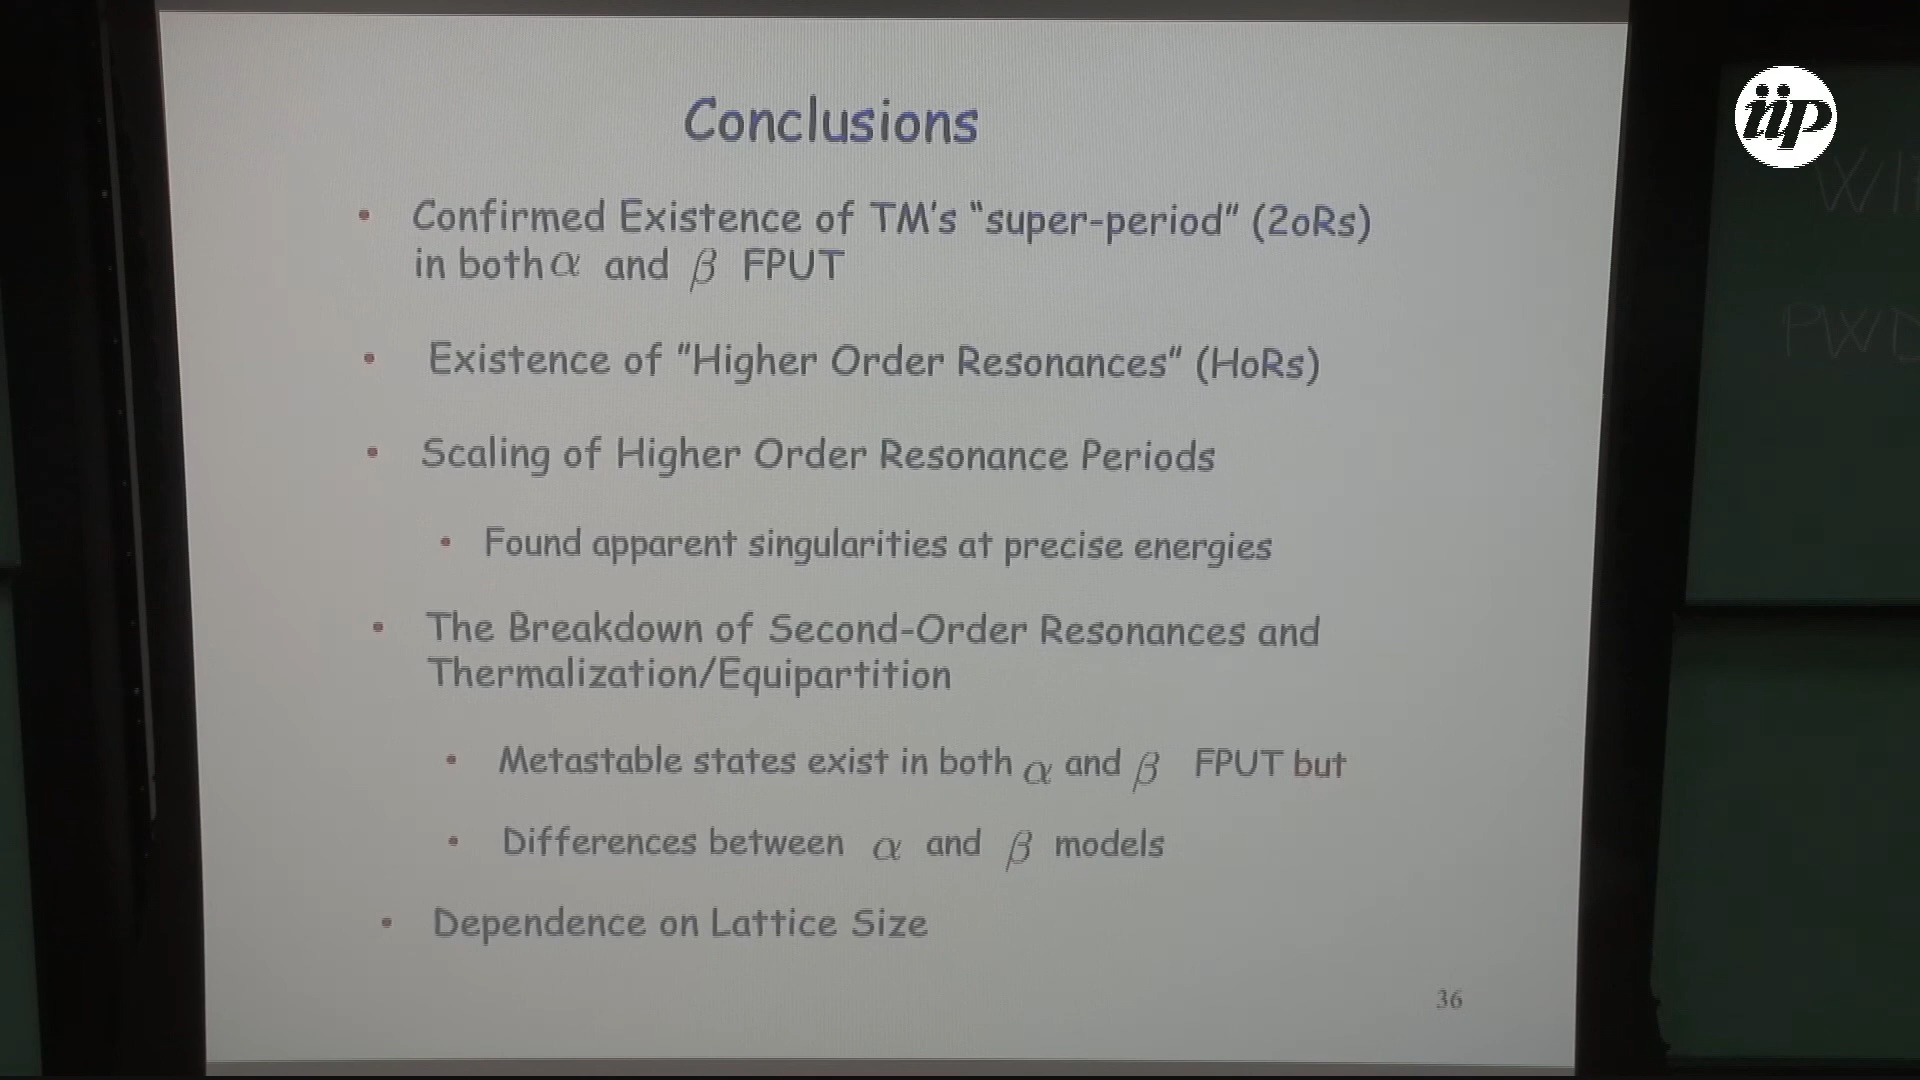 iip
Conclusions
• Confirmed Existence of TM's "super-period" (2oRs)
in both α and β FPUT
• Existence of "Higher Order Resonances" (HoRs)
• Scaling of Higher Order Resonance Periods
• Found apparent singularities at precise energies
• The Breakdown of Second-Order Resonances and
Thermalization/Equipartition
• Metastable states exist in both α and β FPUT but
• Differences between α and β models
• Dependence on Lattice Size
36